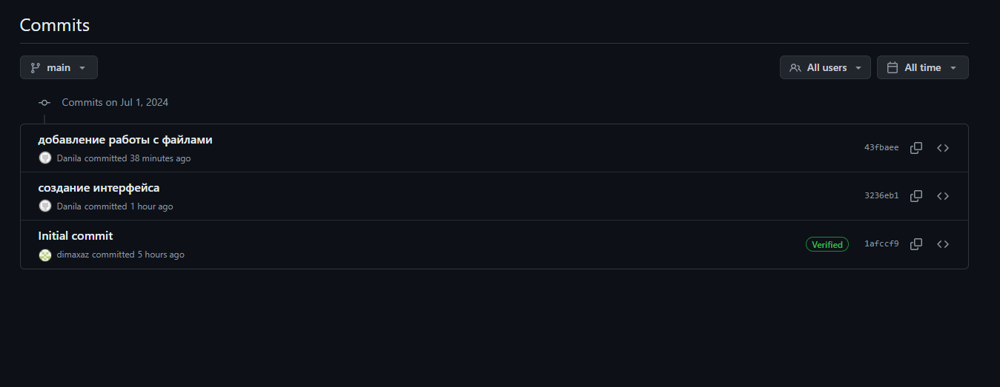 Commits
main
All users
All time
Commits on Jul 1, 2024
добавление работы с файлами
Danila committed 38 minutes ago
43fbaee
создание интерфейса
Danila committed 1 hour ago
3236eb1
Initial commit
dimaxaz committed 5 hours ago
Verified
1afccf9